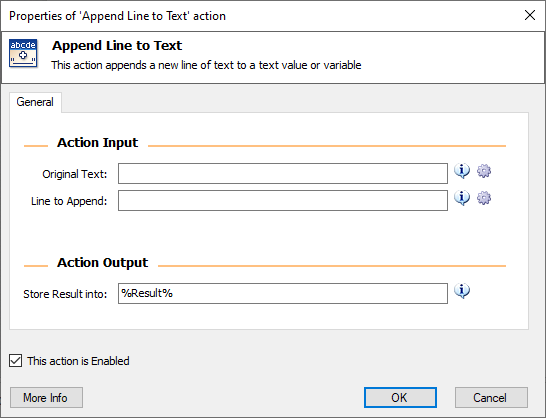 Properties of 'Append Line to Text' action
abcde
Append Line to Text
This action appends a new line of text to a text value or variable
General
Action Input
Original Text:
Line to Append:
Action Output
Store Result into: %Result%
This action is Enabled
More Info OK Cancel